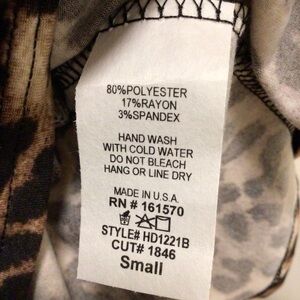 80%POLYESTER
17%RAYON
3%SPANDEX
HAND WASH
WITH COLD WATER
DO NOT BLEACH
HANG OR LINE DRY
MADE IN U.S.A.
RN # 161570
STYLE# HD1221B
CUT# 1846
Small